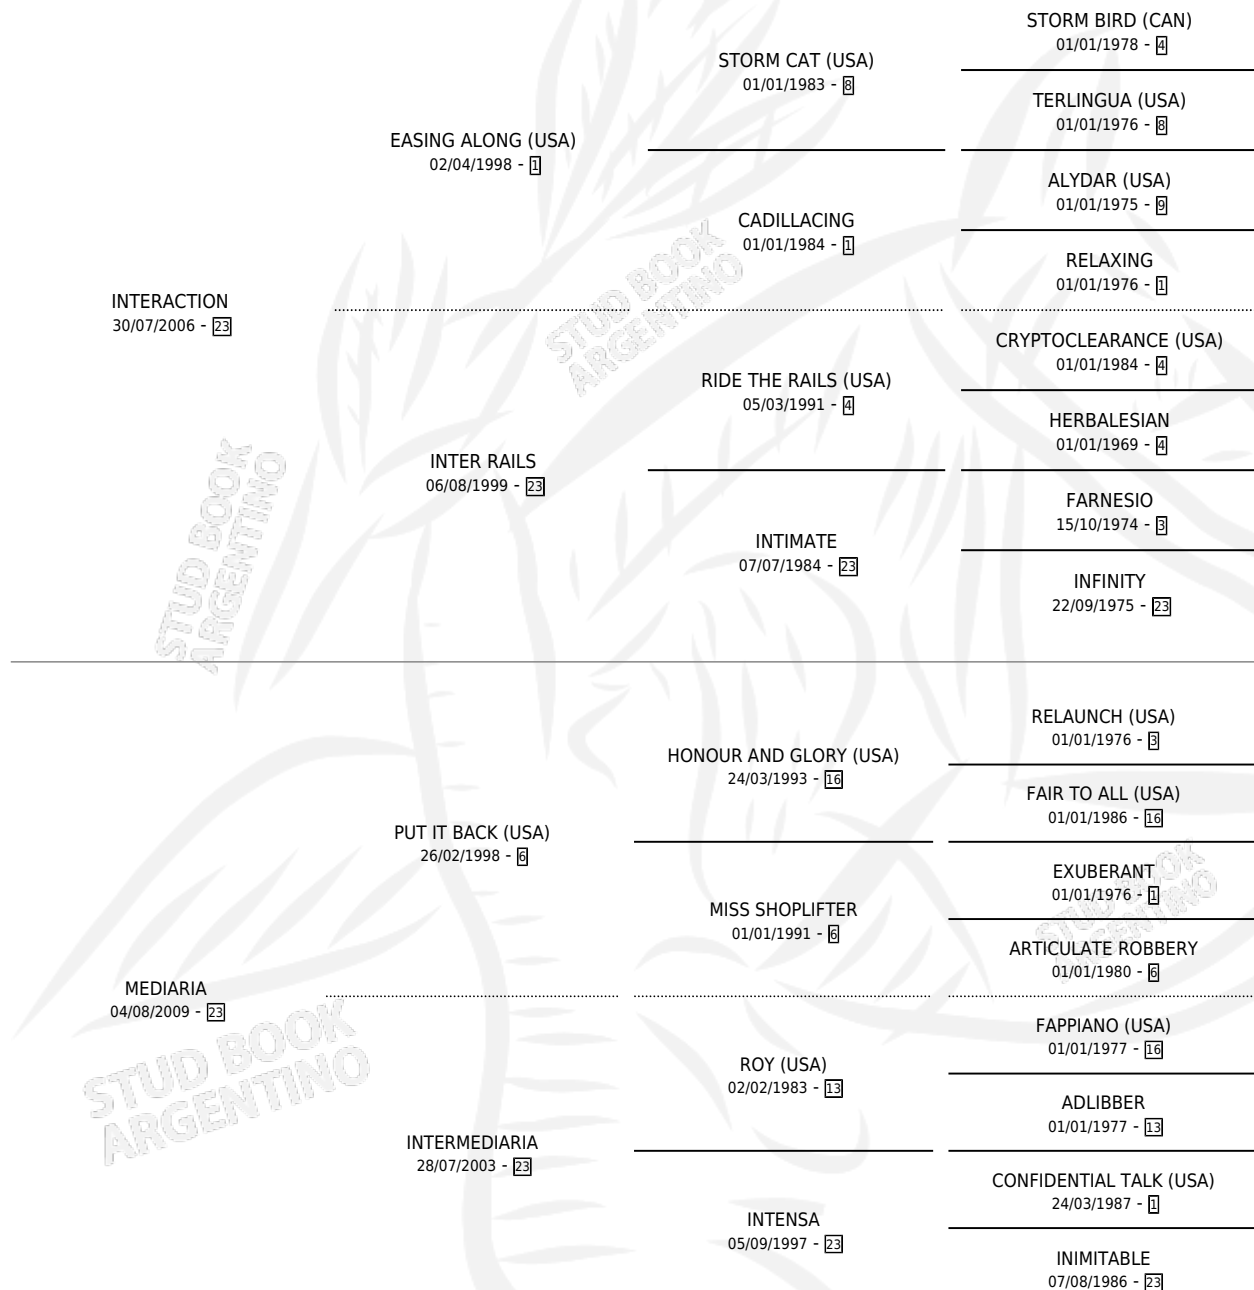 STORM BIRD (CAN)
01/01/1978 - 4
STORM CAT (USA)
01/01/1983 - 8
TERLINGUA (USA)
01/01/1976 - 8
EASING ALONG (USA)
02/04/1998 - 1
ALYDAR (USA)
01/01/1975 - 9
CADILLACING
01/01/1984 - 1
RELAXING
01/01/1976 - 1
INTERACTION
30/07/2006 - 23
CRYPTOCLEARANCE (USA)
01/01/1984 - 4
RIDE THE RAILS (USA)
05/03/1991 - 4
HERBALESIAN
01/01/1969 - 4
INTER RAILS
06/08/1999 - 23
FARNESIO
15/10/1974 - 3
INTIMATE
07/07/1984 - 23
INFINITY
22/09/1975 - 23
STUD BOOK
ARGENTINO
STUD BOOK
ARGENTINO
RELAUNCH (USA)
01/01/1976 - 3
HONOUR AND GLORY (USA)
24/03/1993 - 16
FAIR TO ALL (USA)
01/01/1986 - 16
PUT IT BACK (USA)
26/02/1998 - 6
EXUBERANT
01/01/1976 - 1
MISS SHOPLIFTER
01/01/1991 - 6
ARTICULATE ROBBERY
01/01/1980 - 6
MEDIARIA
04/08/2009 - 23
FAPPIANO (USA)
01/01/1977 - 16
ROY (USA)
02/02/1983 - 13
ADLIBBER
01/01/1977 - 13
INTERMEDIARIA
28/07/2003 - 23
CONFIDENTIAL TALK (USA)
24/03/1987 - 1
INTENSA
05/09/1997 - 23
INIMITABLE
07/08/1986 - 23
STUD BOOK
ARGENTINO
STUD BOOK
ARGENTINO